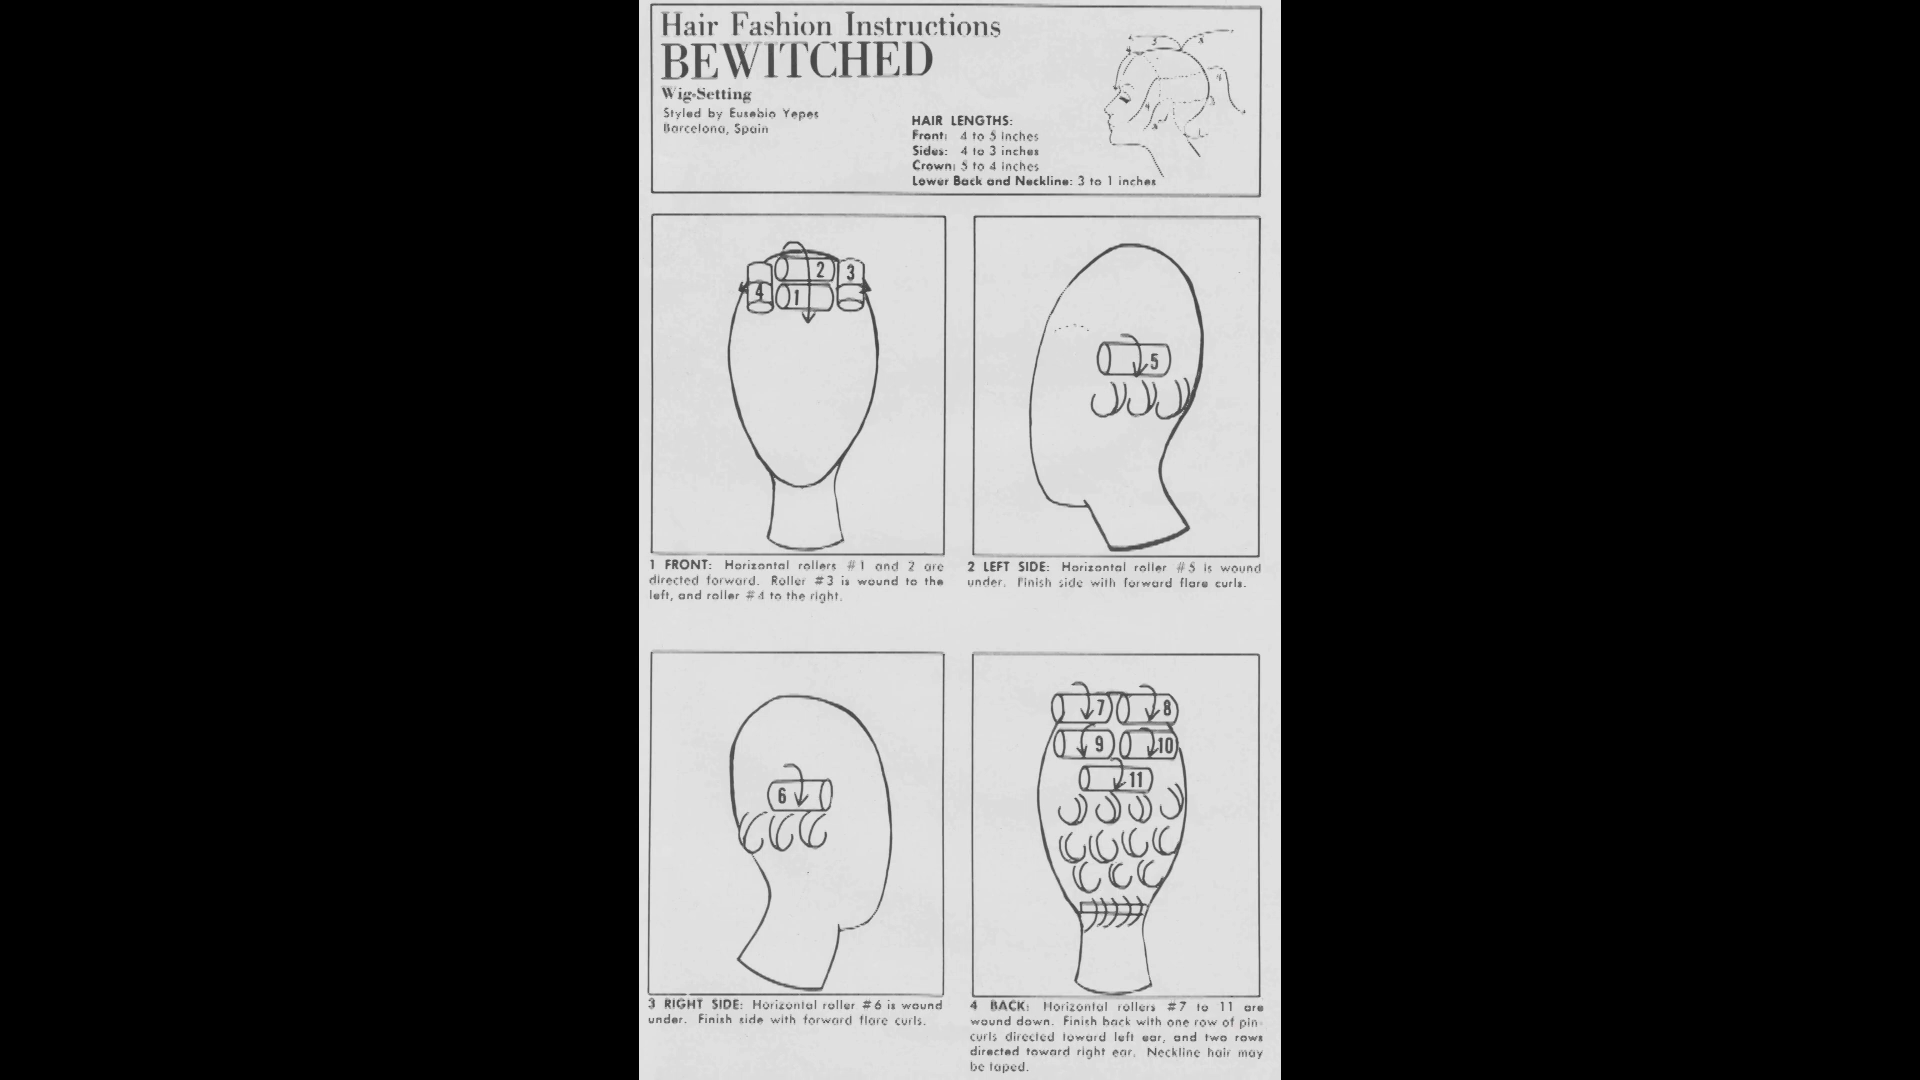 Hair Fashion Instructions
BEWITCHED
Wig-Setting
Styled by Eusebio Yepes
Barcelona, Spain
HAIR LENGTHS:
Front: 4 to 5 inches
Sides: 4 to 3 inches
Crown: 5 to 4 inches
Lower Back and Neckline: 3 to 1 inches
2 3
4 1
5
1 FRONT: Horizontal rollers #1 and 2 are
directed forward. Roller #3 is wound to the
left, and roller #4 to the right.
2 LEFT SIDE: Horizontal roller #5 is wound
under. Finish side with forward flare curls.
6
7 8
9 10
11
3 RIGHT SIDE: Horizontal roller #6 is wound
under. Finish side with forward flare curls.
4 BACK: Horizontal rollers #7 to 11 are
wound down. Finish back with one row of pin-
curls directed toward left ear, and two rows
directed toward right ear. Neckline hair may
be taped.